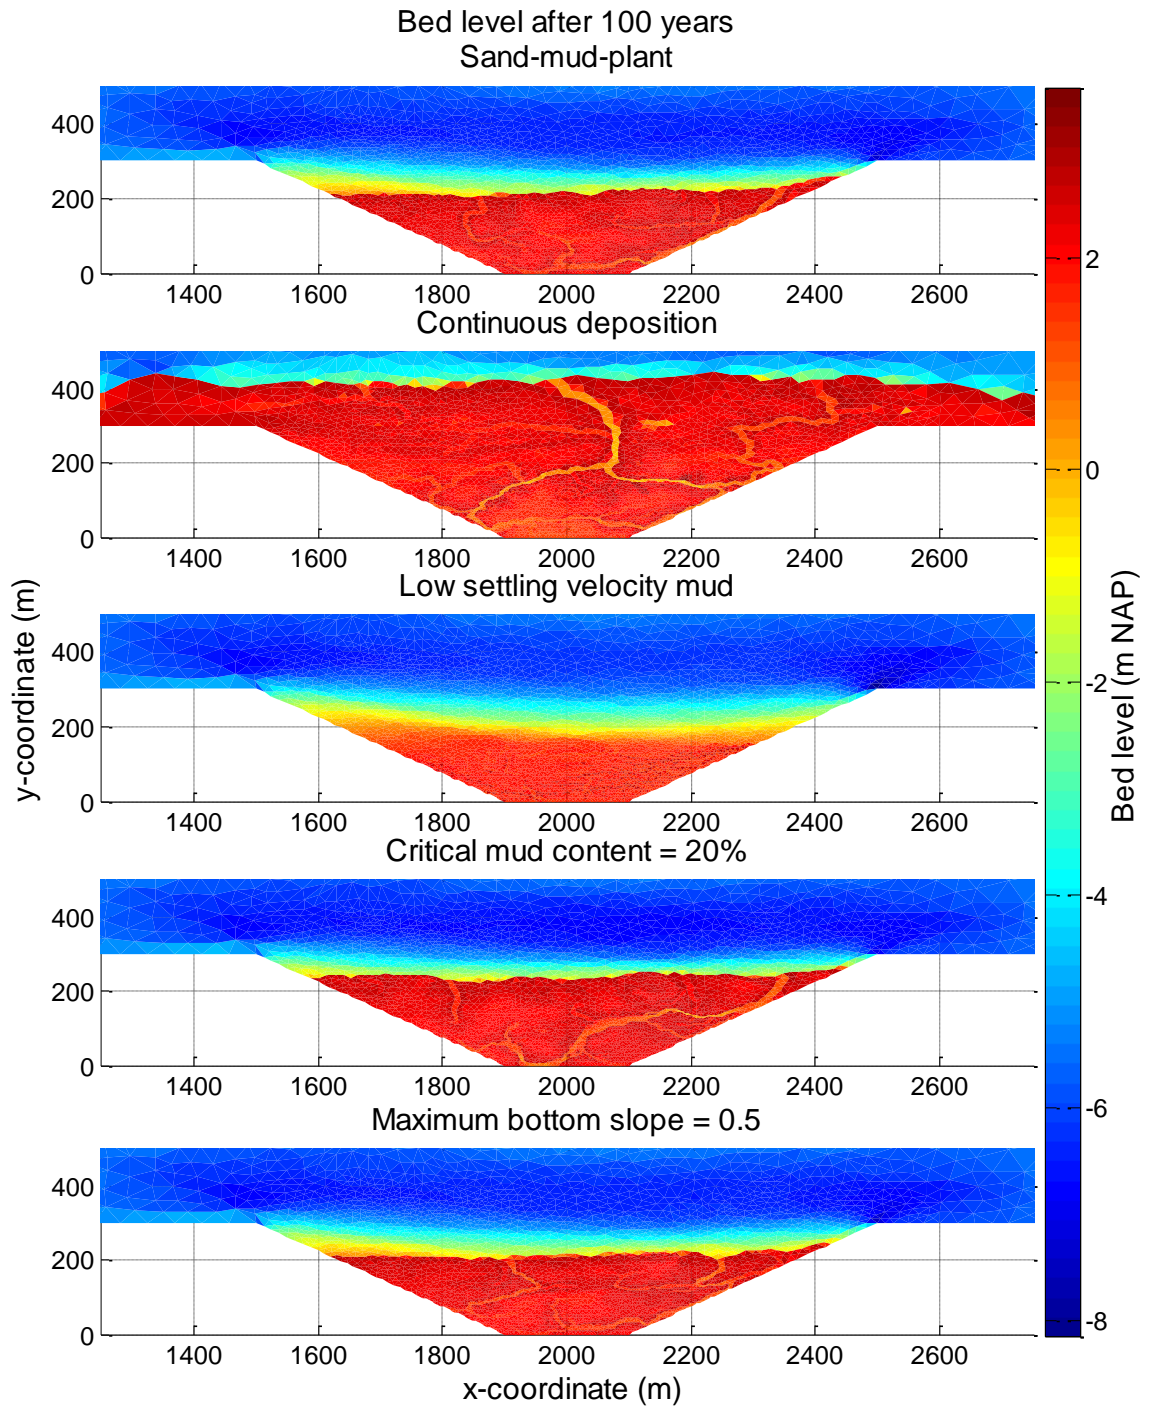 Bed level after 100 years
Sand-mud-plant
400
200
0
1400 1600 1800 2000 2200 2400 2600
Continuous deposition
400
200
0
1400 1600 1800 2000 2200 2400 2600
Low settling velocity mud
400
200
0
1400 1600 1800 2000 2200 2400 2600
Critical mud content = 20%
400
200
0
1400 1600 1800 2000 2200 2400 2600
Maximum bottom slope = 0.5
400
200
0
1400 1600 1800 2000 2200 2400 2600
x-coordinate (m)
y-coordinate (m)
2
0
-2
-4
-6
-8
Bed level (m NAP)